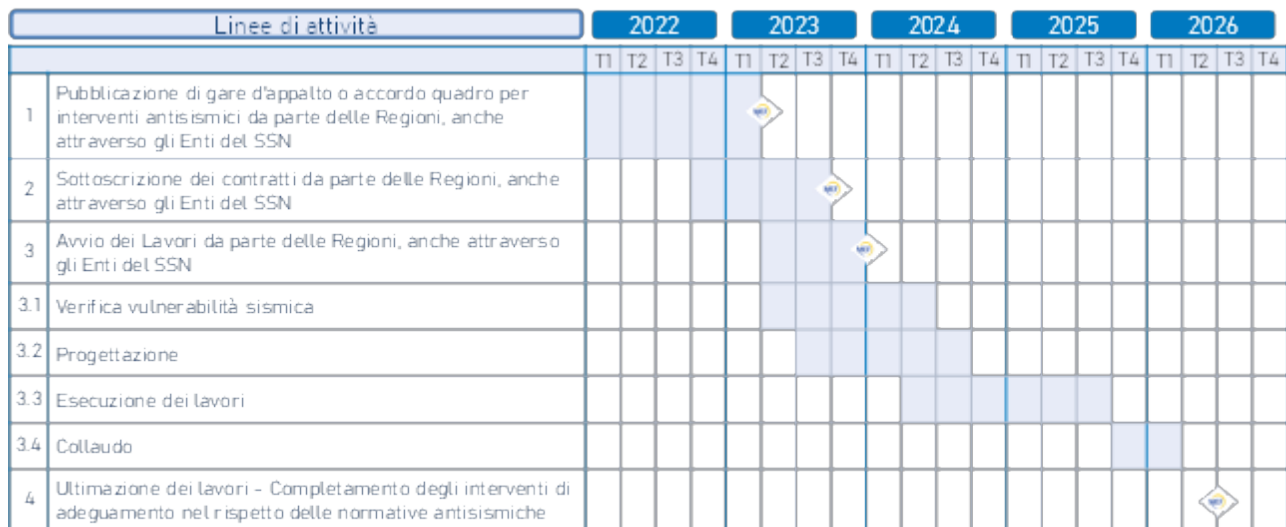 Linee di attività 2022 2023 2024 2025 2026
T1 T2 T3 T4 T1 T2 T3 T4 T1 T2 T3 T4 T1 T2 T3 T4 T1 T2 T3 T4
1 Pubblicazione di gare d'appalto o accordo quadro per
interventi antisismici da parte delle Regioni, anche
attraverso gli Enti del SSN
2 Sottoscrizione dei contratti da parte delle Regioni, anche
attraverso gli Enti del SSN
3 Avvio dei Lavori da parte delle Regioni, anche attraverso
gli Enti del SSN
3.1 Verifica vulnerabilità sismica
3.2 Progettazione
3.3 Esecuzione dei lavori
3.4 Collaudo
4 Ultimazione dei lavori - Completamento degli interventi di
adeguamento nel rispetto delle normative antisismiche